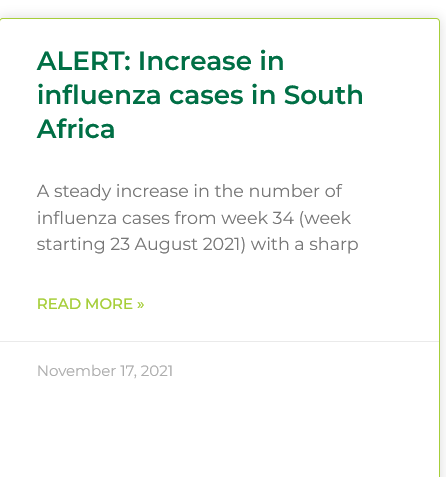 ALERT: Increase in
influenza cases in South
Africa
A steady increase in the number of
influenza cases from week 34 (week
starting 23 August 2021) with a sharp
READ MORE »
November 17, 2021